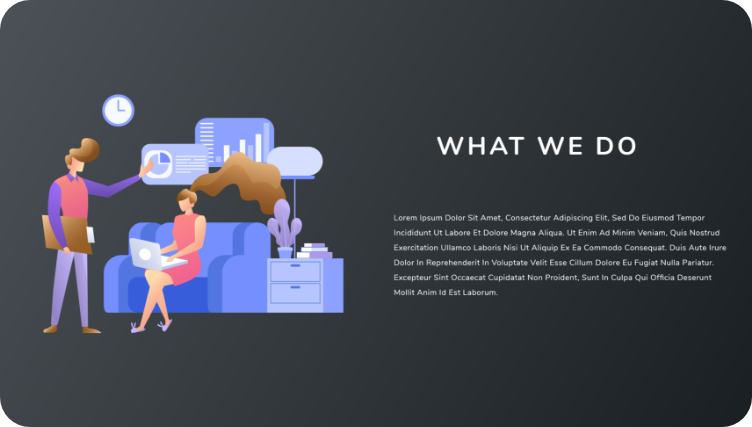 WHAT WE DO
Lorem Ipsum Dolor Sit Amet, Consectetur Adipiscing Elit, Sed Do Eiusmod Tempor
Incididunt Ut Labore Et Dolore Magna Aliqua. Ut Enim Ad Minim Veniam, Quis Nostrud
Exercitation Ullamco Laboris Nisi Ut Aliquip Ex Ea Commodo Consequat. Duis Aute Irure
Dolor In Reprehenderit In Voluptate Velit Esse Cillum Dolore Eu Fugiat Nulla Pariatur.
Excepteur Sint Occaecat Cupidatat Non Proident, Sunt In Culpa Qui Officia Deserunt
Mollit Anim Id Est Laborum.